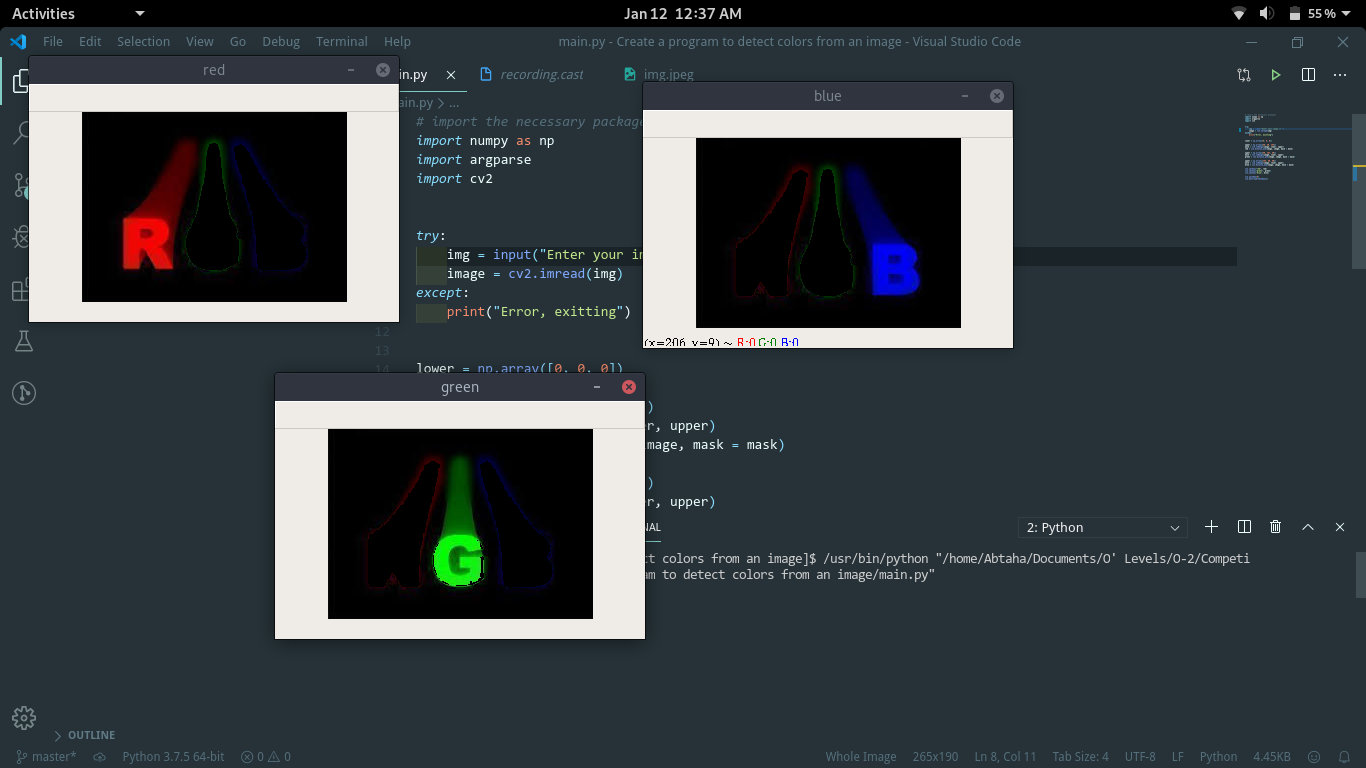 Activities
Jan 12 12:37 AM
55 %
File Edit Selection View Go Debug Terminal Help
main.py - Create a program to detect colors from an image - Visual Studio Code
red
in.py
recording.cast
img.jpeg
ain.py > ...
blue
# import the necessary package
import numpy as np
import argparse
import cv2
try:
img = input("Enter your in
image = cv2.imread(img)
except:
print("Error, exitting")
12
13
14
lower = np.array([0, 0, 0])
R
B
(x=206, y=9) ~ R:0 G:0 B:0
green
)
r, upper)
mage, mask = mask)
)
r, upper)
G
NAL
2: Python
ct colors from an image]$ /usr/bin/python "/home/Abtaha/Documents/O' Levels/O-2/Competi
am to detect colors from an image/main.py"
OUTLINE
master*
Python 3.7.5 64-bit
0
0
Whole Image
265x190
Ln 8, Col 11
Tab Size: 4
UTF-8
LF
Python
4.45KB